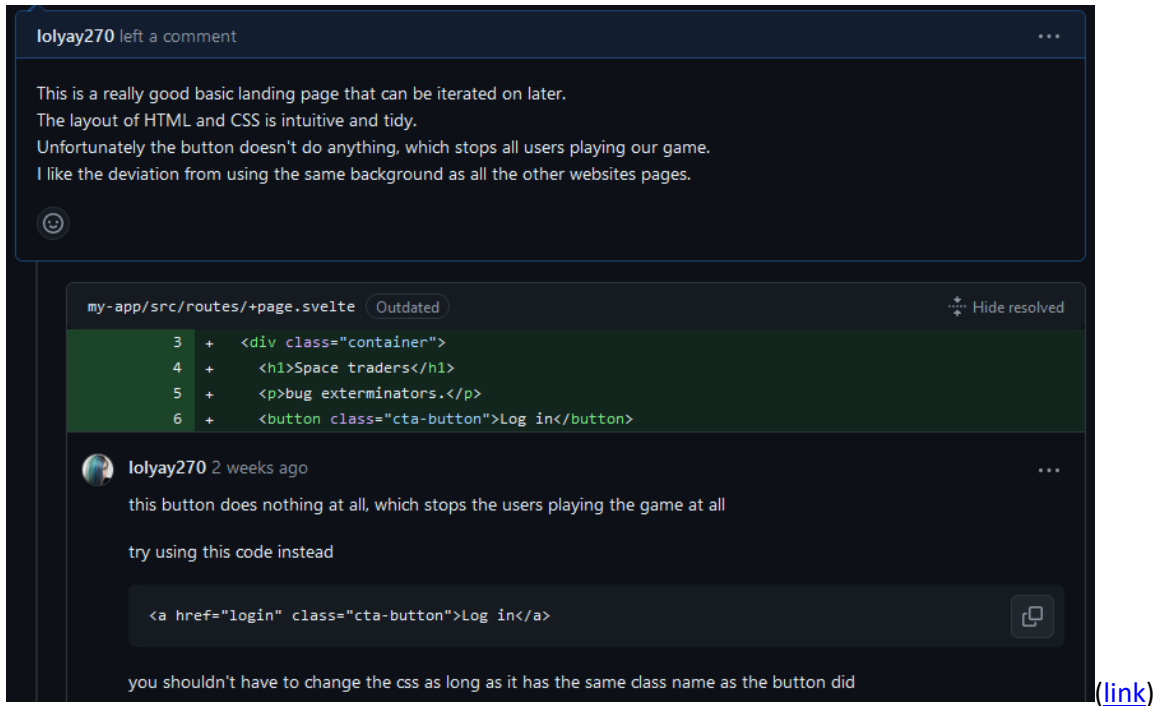 lolyay270 left a comment
This is a really good basic landing page that can be iterated on later.
The layout of HTML and CSS is intuitive and tidy.
Unfortunately the button doesn't do anything, which stops all users playing our game.
I like the deviation from using the same background as all the other websites pages.
my-app/src/routes/+page.svelte Outdated Hide resolved
3 + <div class="container">
4 + <h1>Space traders</h1>
5 + <p>bug exterminators.</p>
6 + <button class="cta-button">Log in</button>
lolyay270 2 weeks ago
this button does nothing at all, which stops the users playing the game at all
try using this code instead
<a href="login" class="cta-button">Log in</a>
you shouldn't have to change the css as long as it has the same class name as the button did
(link)